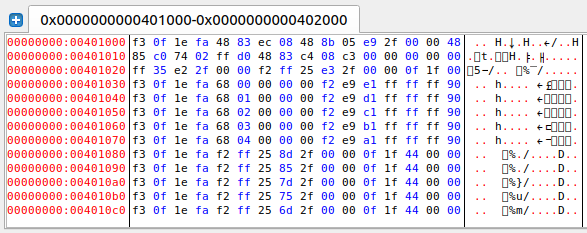 0x0000000000401000-0x0000000000402000
00000000:00401000 f3 0f 1e fa 48 83 ec 08 48 8b 05 e9 2f 00 00 48 .. H.↓.H..←/..H
00000000:00401010 85 c0 74 02 ff d0 48 83 c4 08 c3 00 00 00 00 00
00000000:00401020 ff 35 e2 2f 00 00 f2 ff 25 e3 2f 00 00 0f 1f 00
00000000:00401030 f3 0f 1e fa 68 00 00 00 00 f2 e9 e1 ff ff ff 90 .. h....
00000000:00401040 f3 0f 1e fa 68 01 00 00 00 f2 e9 d1 ff ff ff 90 .. h....
00000000:00401050 f3 0f 1e fa 68 02 00 00 00 f2 e9 c1 ff ff ff 90 .. h....
00000000:00401060 f3 0f 1e fa 68 03 00 00 00 f2 e9 b1 ff ff ff 90 .. h....
00000000:00401070 f3 0f 1e fa 68 04 00 00 00 f2 e9 a1 ff ff ff 90 .. h....
00000000:00401080 f3 0f 1e fa f2 ff 25 8d 2f 00 00 0f 1f 44 00 00 .. %./....D..
00000000:00401090 f3 0f 1e fa f2 ff 25 85 2f 00 00 0f 1f 44 00 00 .. %./....D..
00000000:004010a0 f3 0f 1e fa f2 ff 25 7d 2f 00 00 0f 1f 44 00 00 .. %}/....D..
00000000:004010b0 f3 0f 1e fa f2 ff 25 75 2f 00 00 0f 1f 44 00 00 .. %u/....D..
00000000:004010c0 f3 0f 1e fa f2 ff 25 6d 2f 00 00 0f 1f 44 00 00 .. %m/....D..